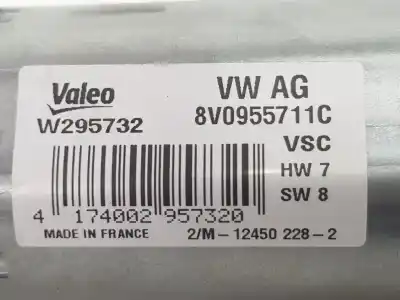 Valeo VW AG
W295732 8V0955711C
VSC
HW 7
SW 8
4 174002 957320
MADE IN FRANCE 2/M-12450 228-2